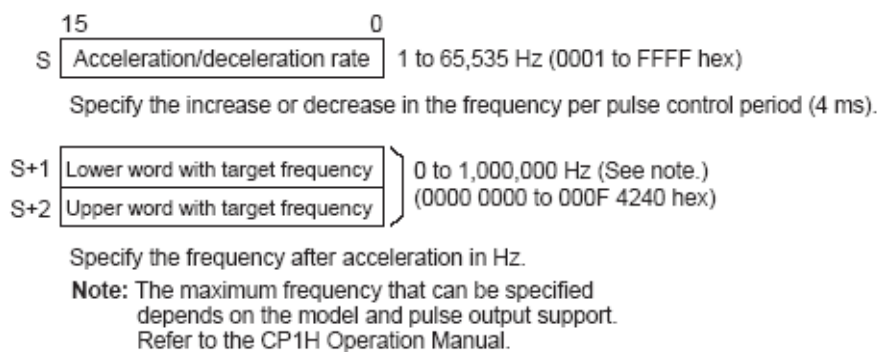 15 0
S Acceleration/deceleration rate 1 to 65,535 Hz (0001 to FFFF hex)
Specify the increase or decrease in the frequency per pulse control period (4 ms).
S+1 Lower word with target frequency 0 to 1,000,000 Hz (See note.)
S+2 Upper word with target frequency (0000 0000 to 000F 4240 hex)
Specify the frequency after acceleration in Hz.
Note: The maximum frequency that can be specified
depends on the model and pulse output support.
Refer to the CP1H Operation Manual.